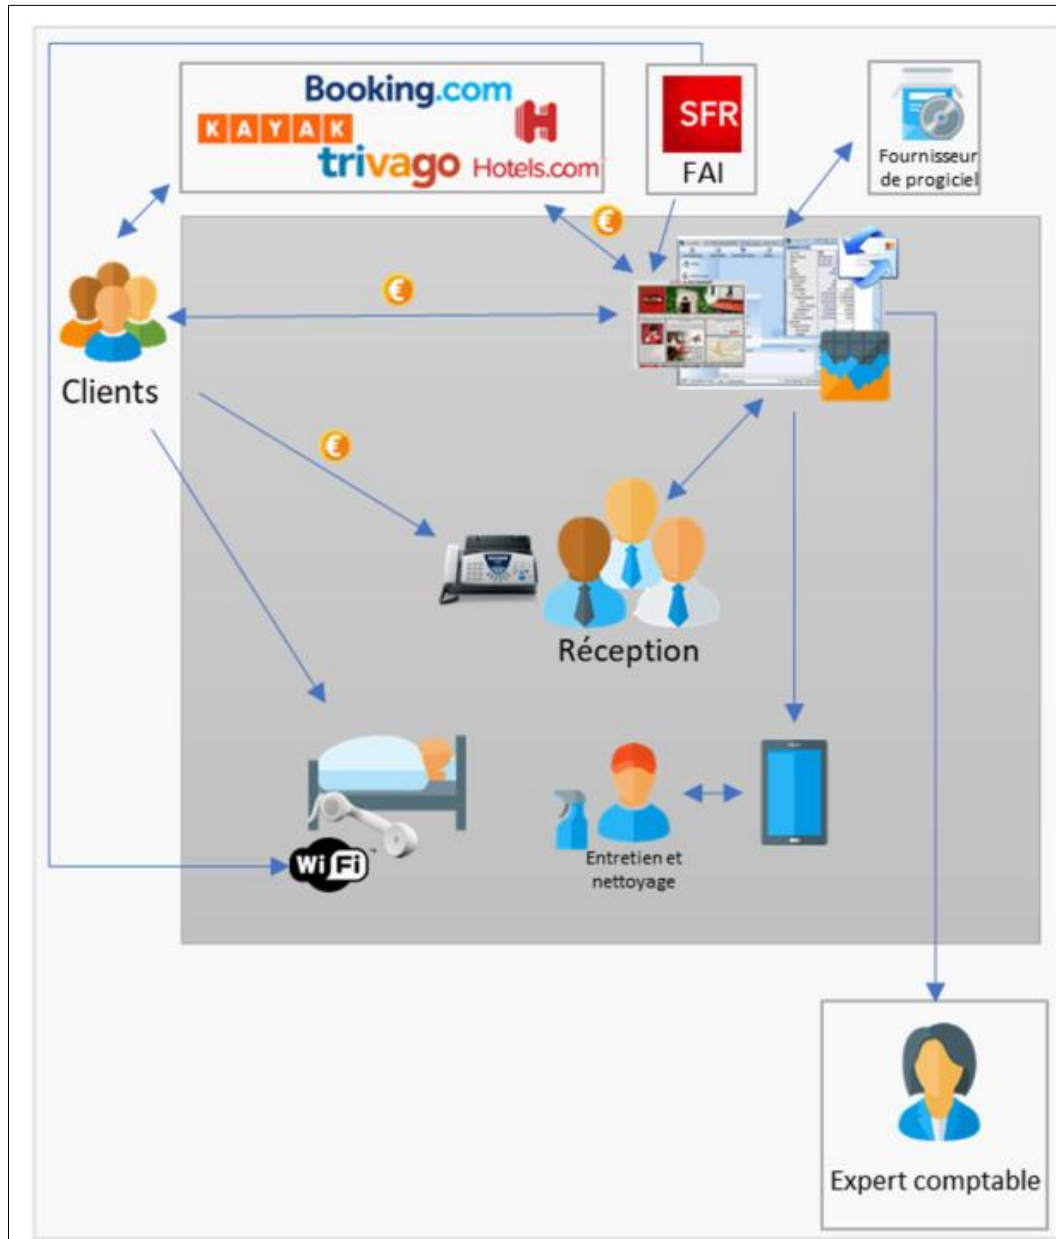 Booking.com
KAYAK
trivago
Hotels.com
SFR
FAI
Fournisseur
de progiciel
Clients
Réception
WiFi
Entretien et
nettoyage
Expert comptable